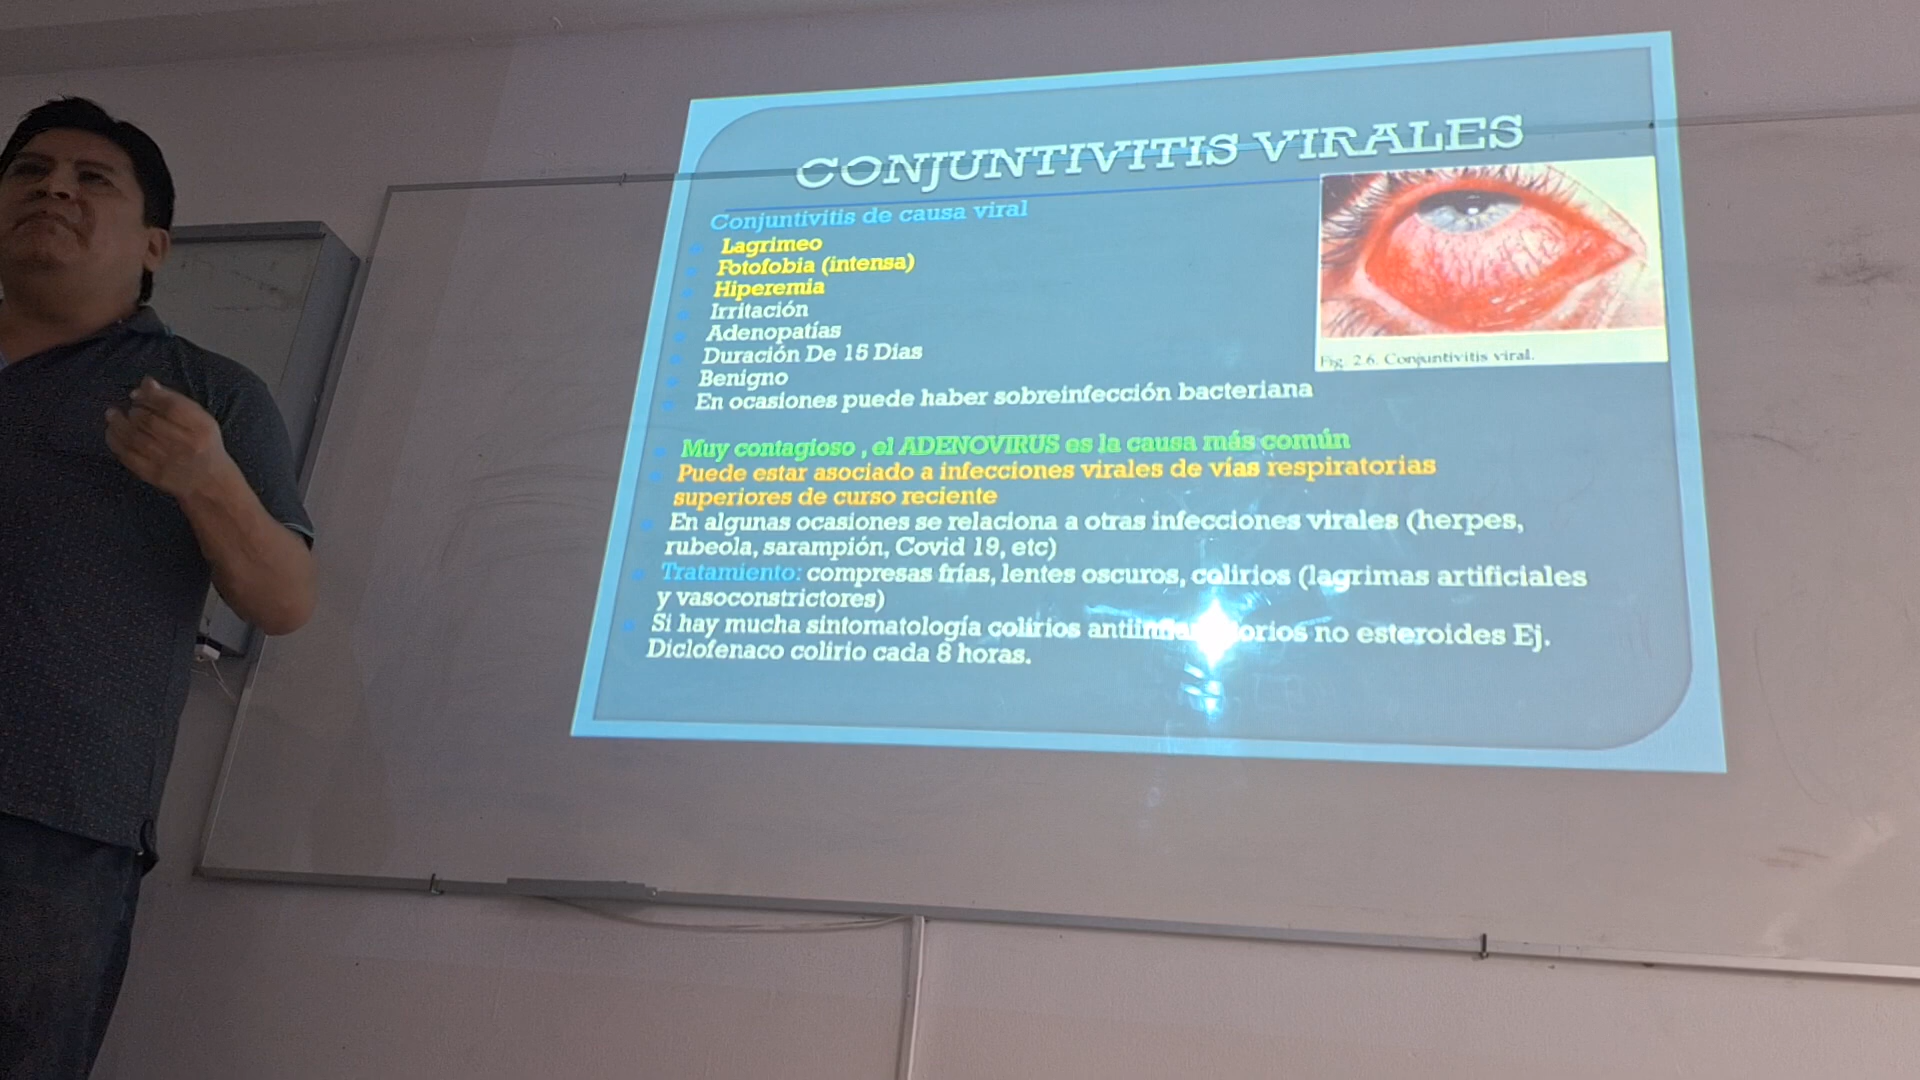 CONJUNTIVITIS VIRALES
Conjuntivitis de causa viral
Lagrimeo
Fotofobia (intensa)
Hiperemia
Irritación
Adenopatías
Duración De 15 Dias
Benigno
En ocasiones puede haber sobreinfección bacteriana
Fig. 2.6. Conjuntivitis viral.
Muy contagioso , el ADENOVIRUS es la causa más común
Puede estar asociado a infecciones virales de vías respiratorias
superiores de curso reciente
En algunas ocasiones se relaciona a otras infecciones virales (herpes,
rubeola, sarampión, Covid 19, etc)
Tratamiento: compresas frías, lentes oscuros, colirios (lagrimas artificiales
y vasoconstrictores)
Si hay mucha sintomatología colirios no esteroides Ej.
Diclofenaco colirio cada 8 horas.